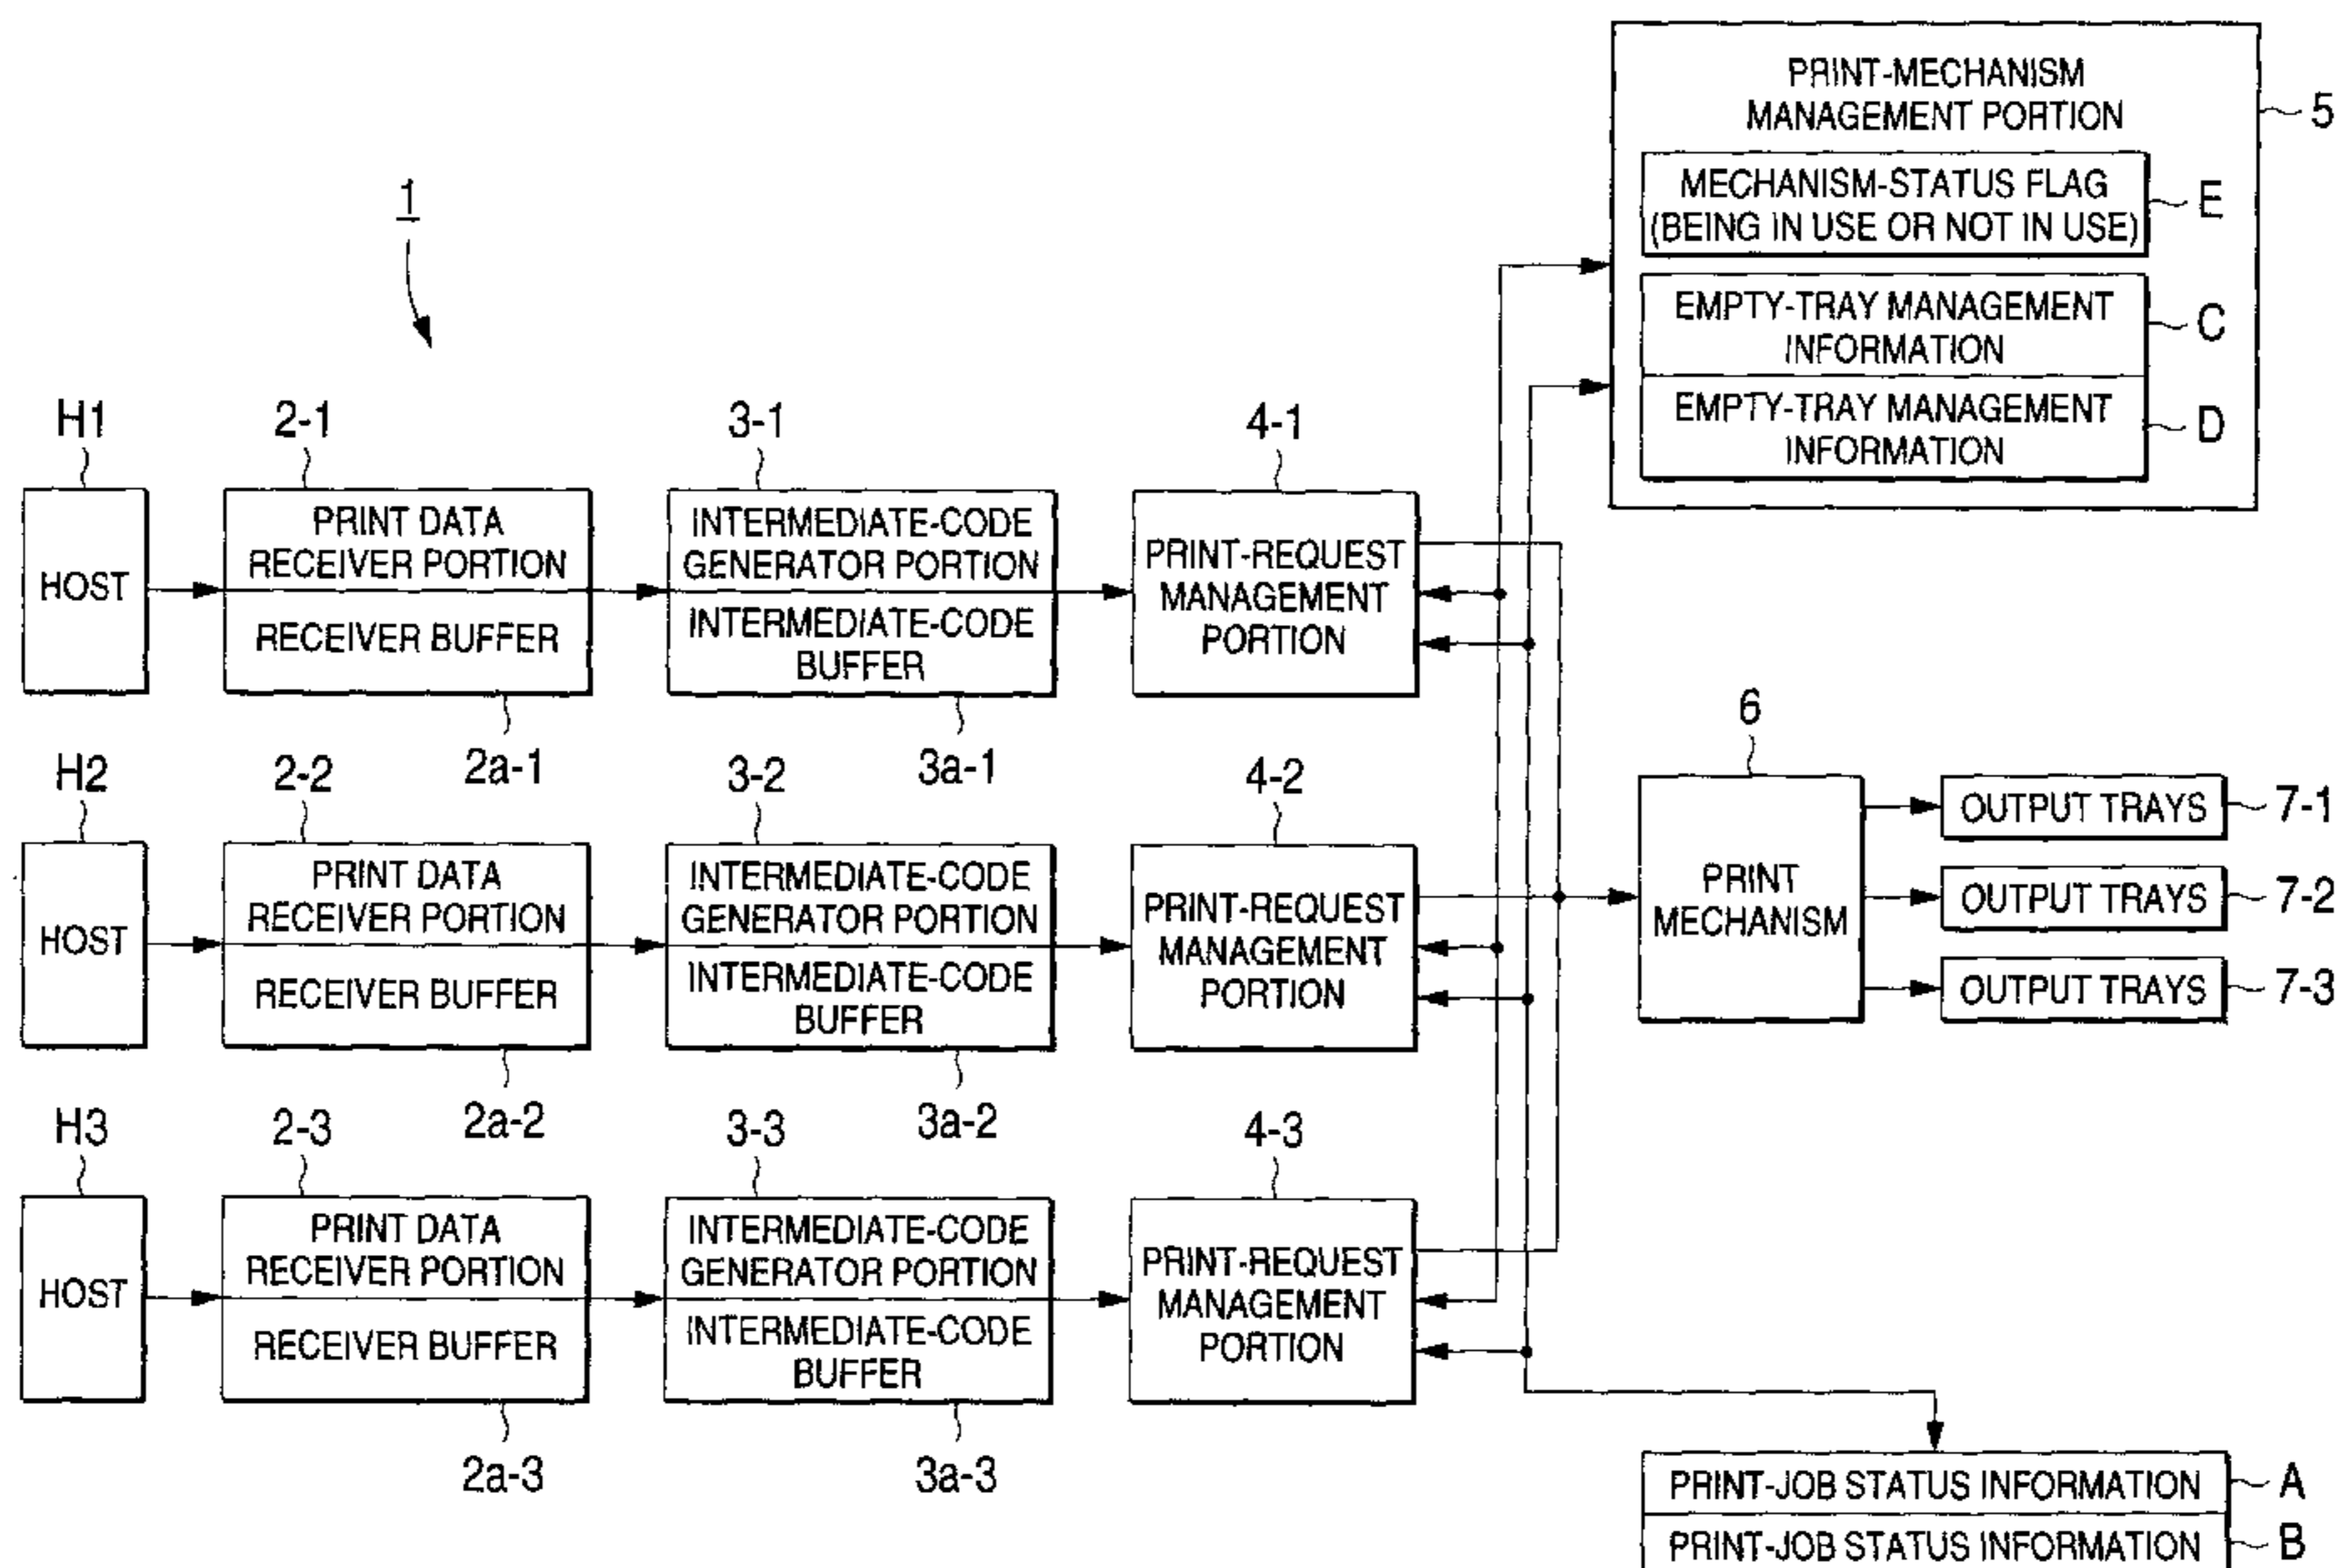 1
PRINT-MECHANISM
MANAGEMENT PORTION
5
MECHANISM-STATUS FLAG
(BEING IN USE OR NOT IN USE)
E
EMPTY-TRAY MANAGEMENT
INFORMATION
C
EMPTY-TRAY MANAGEMENT
INFORMATION
D
H1
2-1
3-1
4-1
HOST
PRINT DATA
RECEIVER PORTION
RECEIVER BUFFER
INTERMEDIATE-CODE
GENERATOR PORTION
INTERMEDIATE-CODE
BUFFER
PRINT-REQUEST
MANAGEMENT
PORTION
2a-1
3a-1
H2
2-2
3-2
4-2
HOST
PRINT DATA
RECEIVER PORTION
RECEIVER BUFFER
INTERMEDIATE-CODE
GENERATOR PORTION
INTERMEDIATE-CODE
BUFFER
PRINT-REQUEST
MANAGEMENT
PORTION
2a-2
3a-2
6
PRINT
MECHANISM
OUTPUT TRAYS
7-1
OUTPUT TRAYS
7-2
OUTPUT TRAYS
7-3
H3
2-3
3-3
4-3
HOST
PRINT DATA
RECEIVER PORTION
RECEIVER BUFFER
INTERMEDIATE-CODE
GENERATOR PORTION
INTERMEDIATE-CODE
BUFFER
PRINT-REQUEST
MANAGEMENT
PORTION
2a-3
3a-3
PRINT-JOB STATUS INFORMATION
A
PRINT-JOB STATUS INFORMATION
B